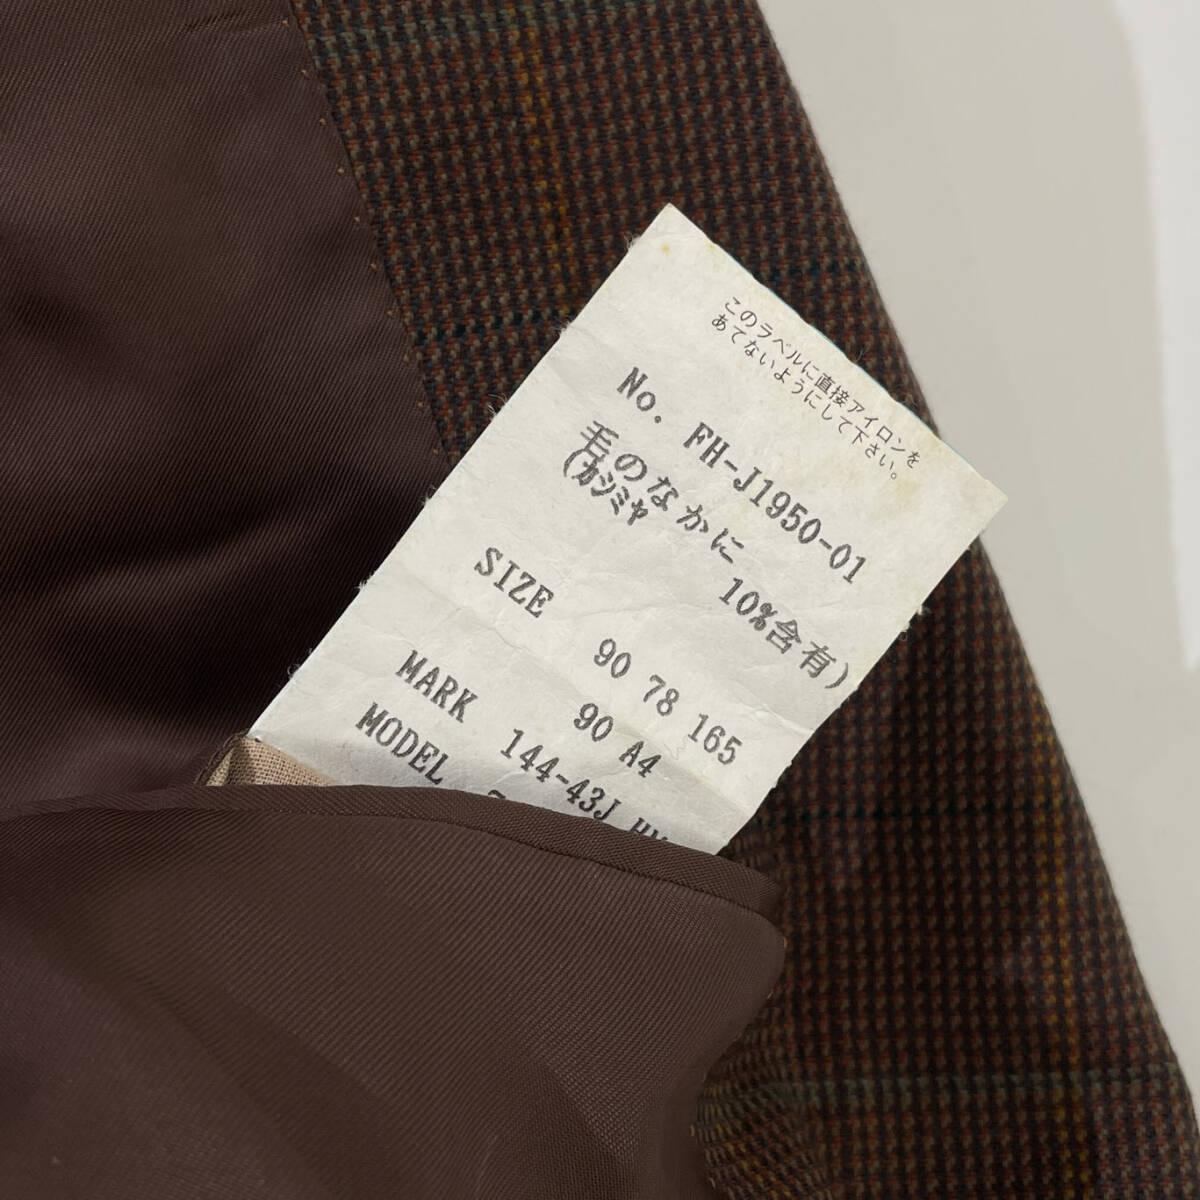 このラベルに直接アイロンを
あてないようにして下さい。
No. FH-J1950-01
毛のなかに
(カシミヤ 10%含有)
SIZE 90 78 165
90 A4
MARK 144-43J
MODEL